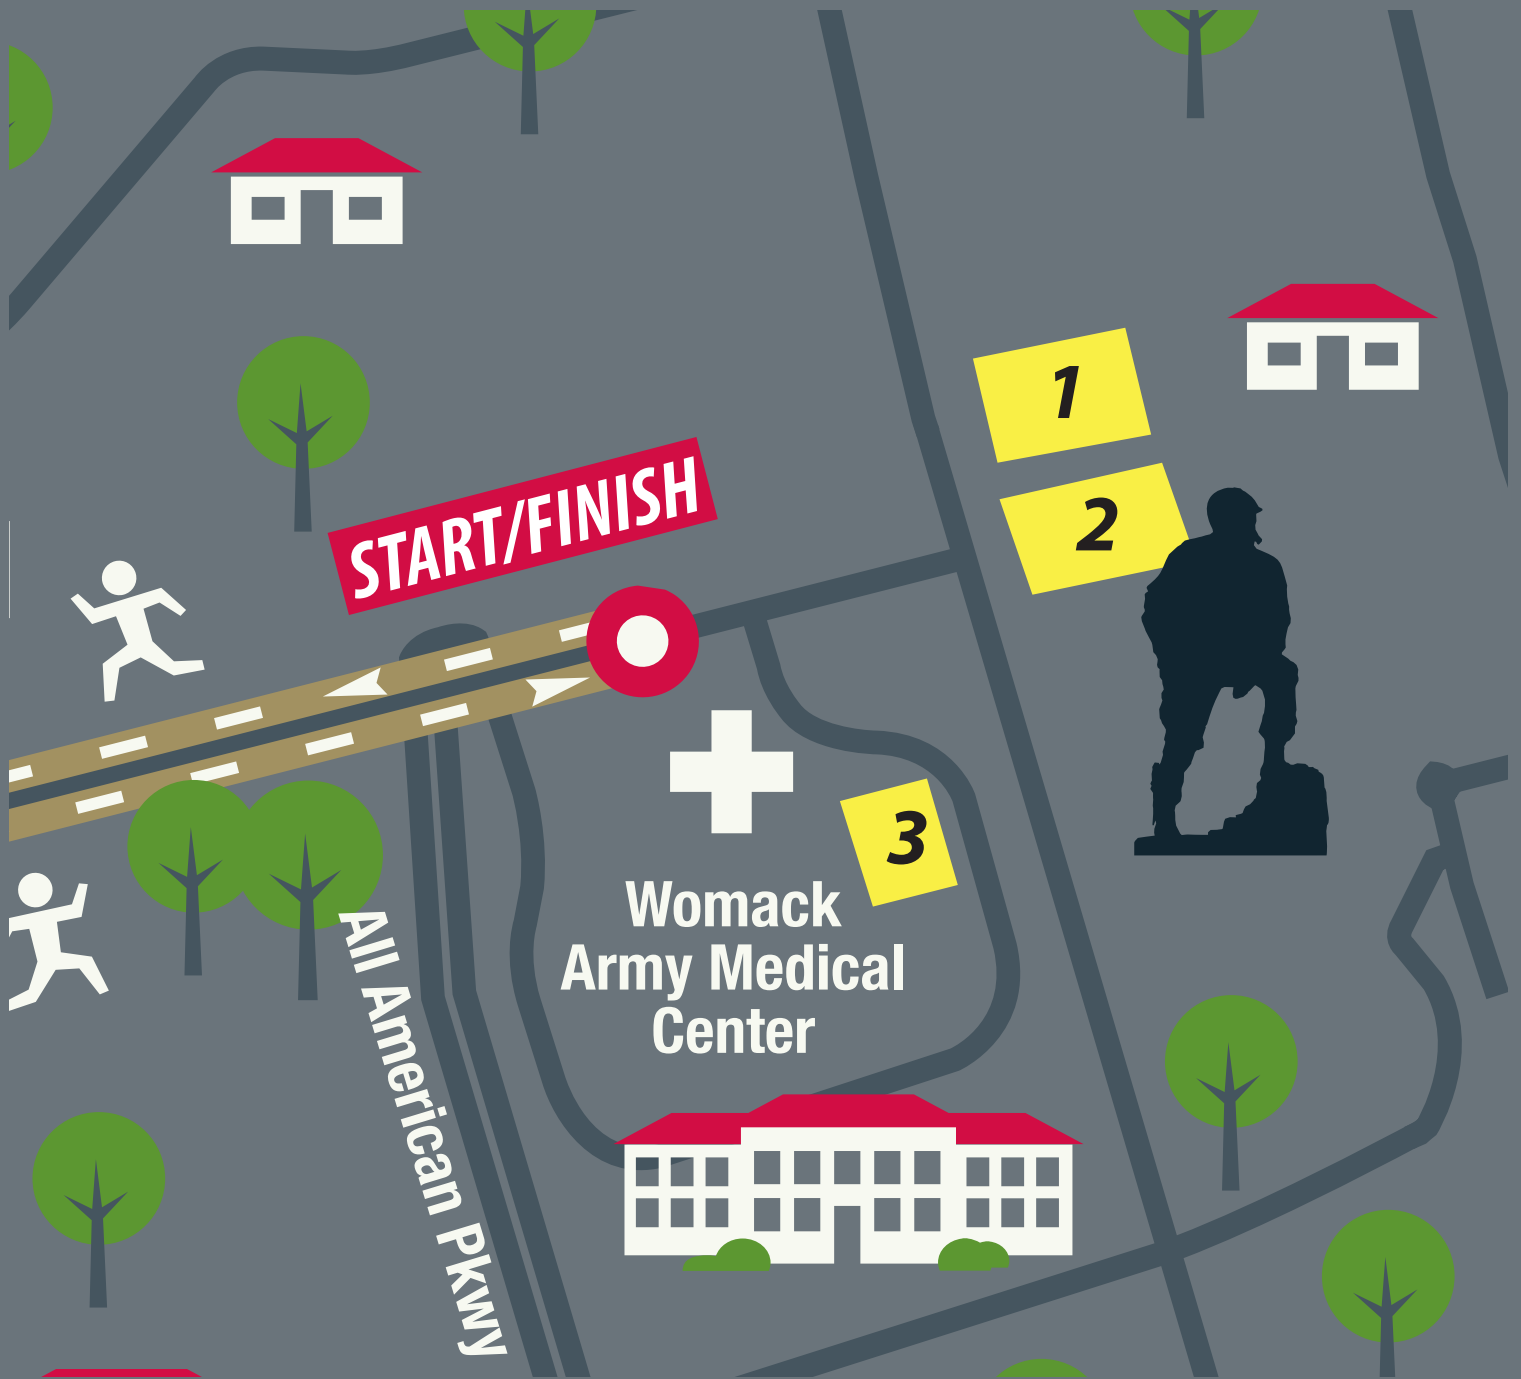 1
2
START/FINISH
3
Womack
Army Medical
Center
All American Pkwy